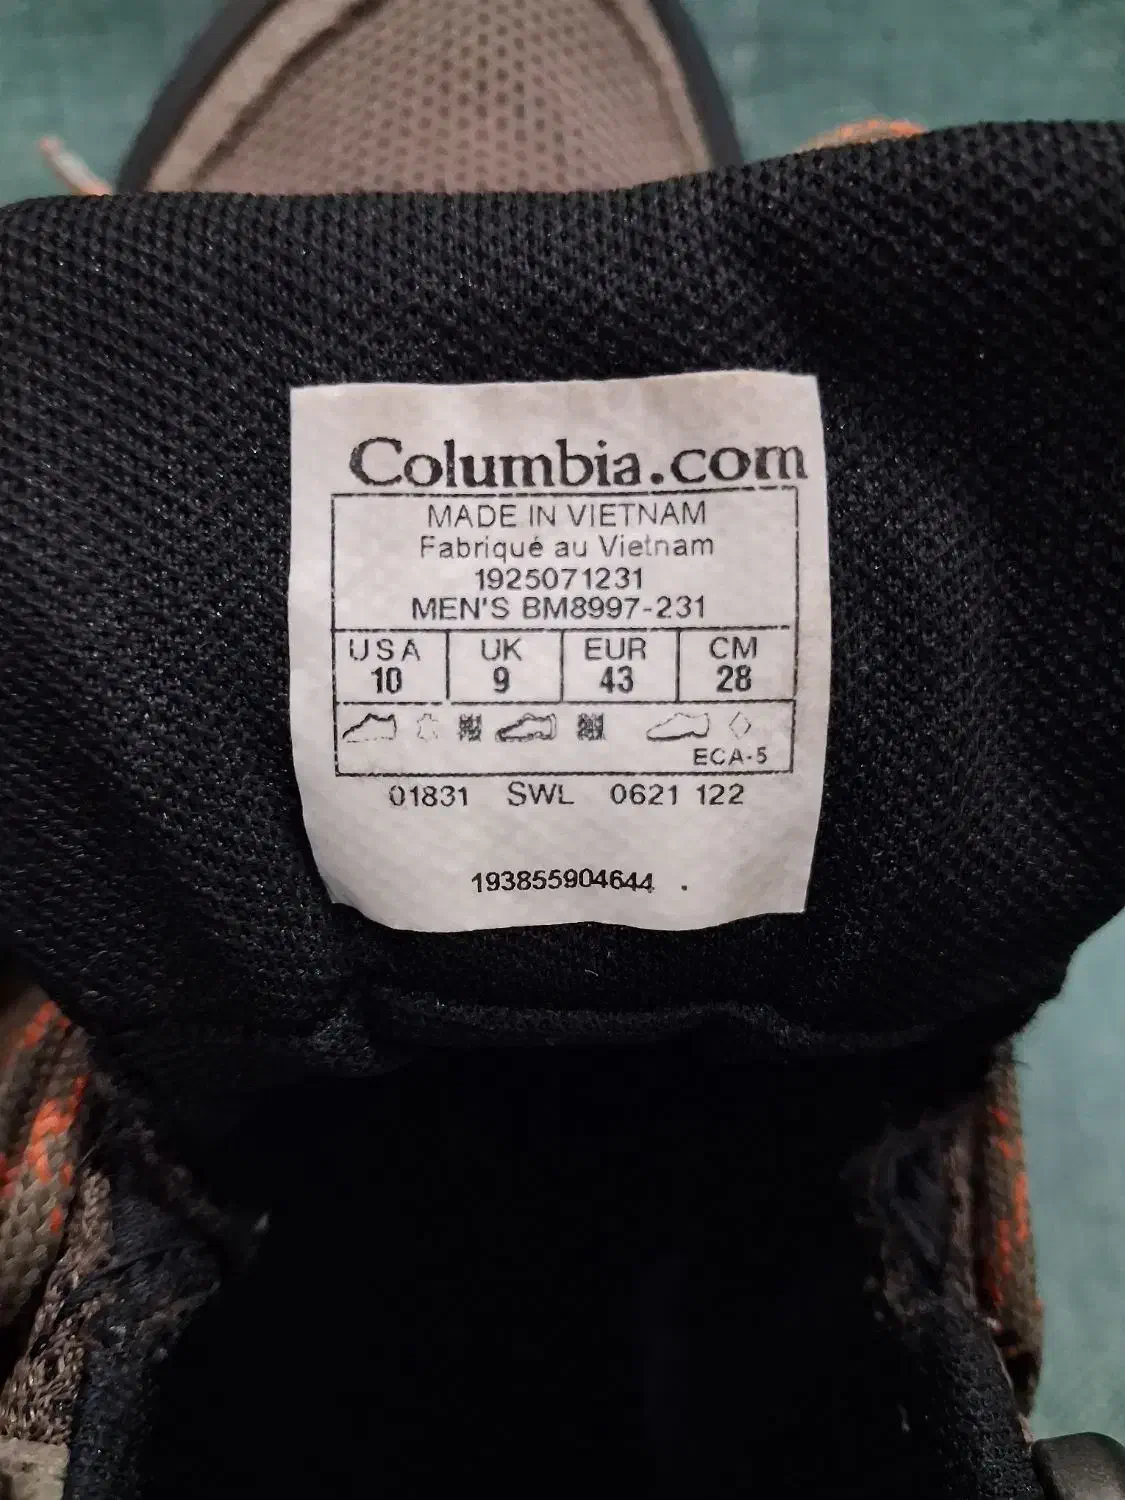 Columbia.com
MADE IN VIETNAM
Fabriqué au Vietnam
1925071231
MEN'S BM8997-231
USA UK EUR CM
10 9 43 28
ECA-5
01831 SWL 0621 122
193855904644 .